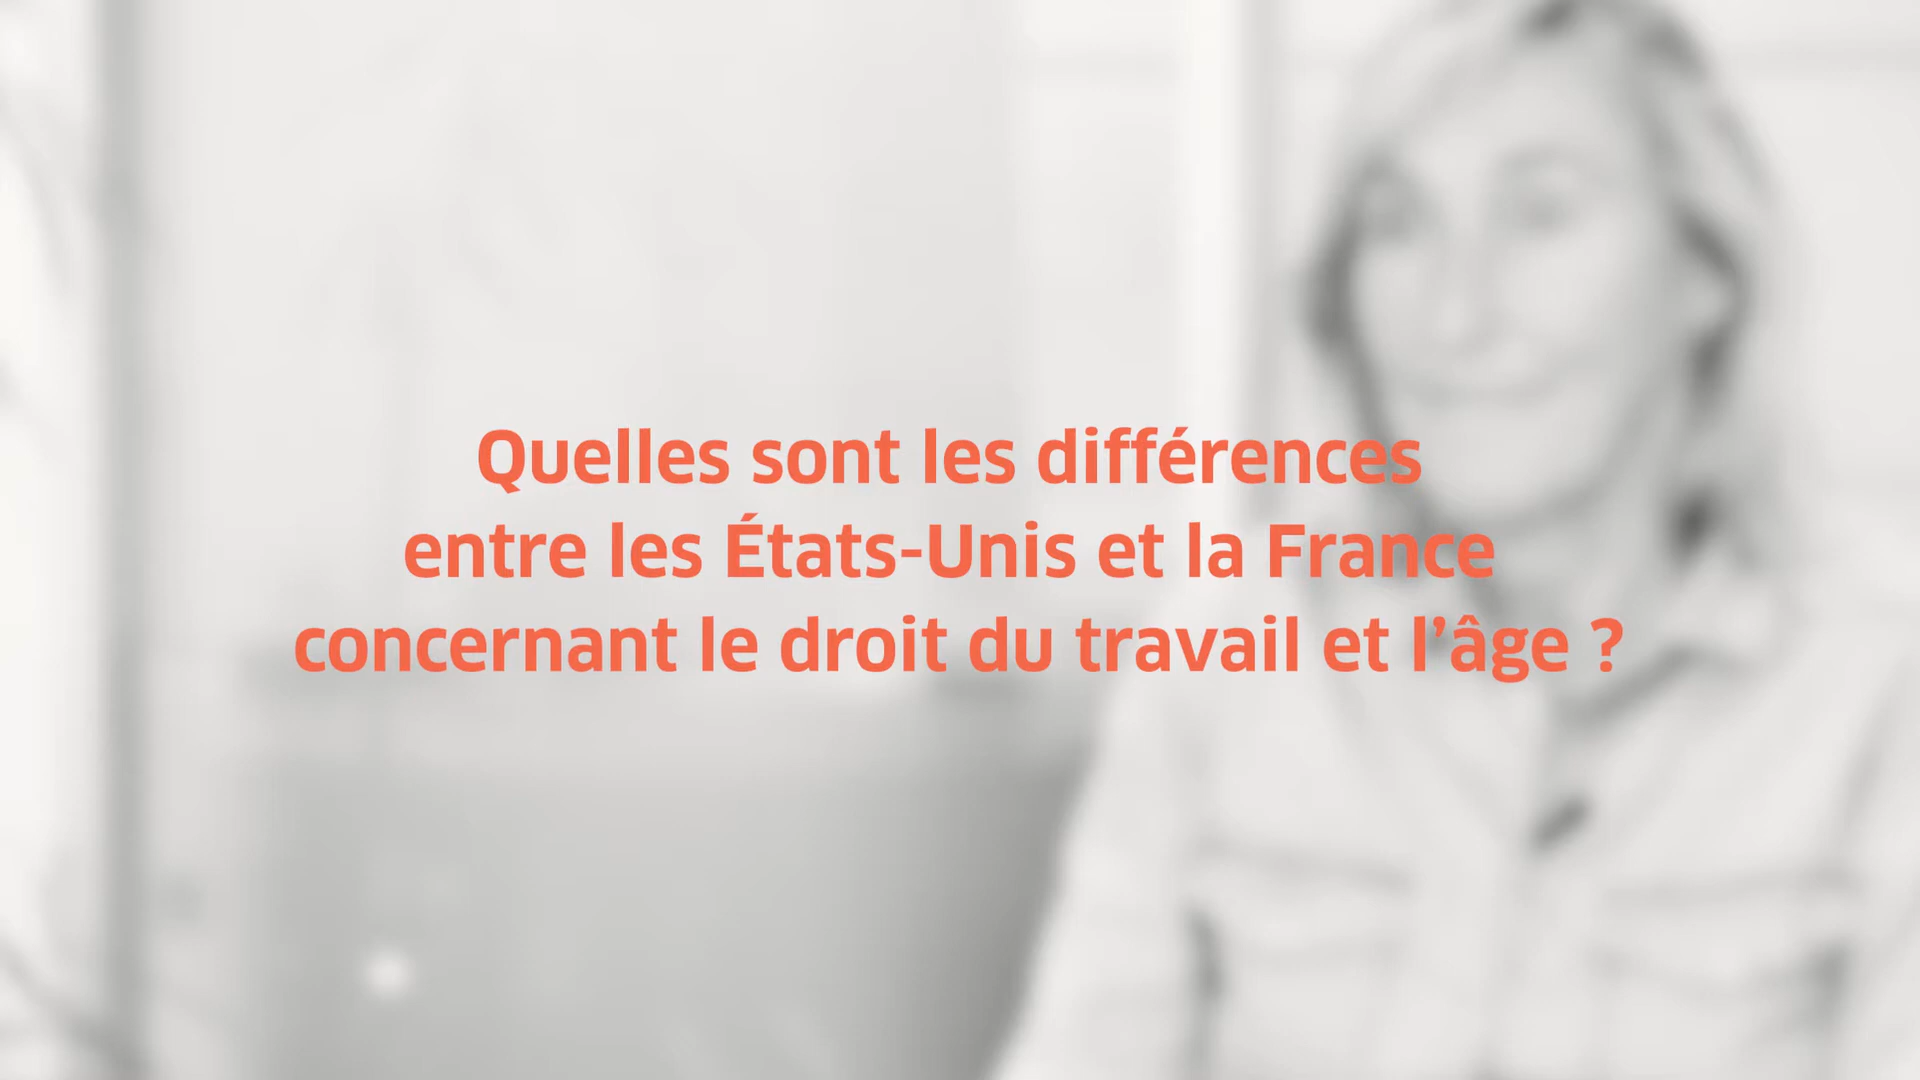 Quelles sont les différences
entre les États-Unis et la France
concernant le droit du travail et l’âge ?